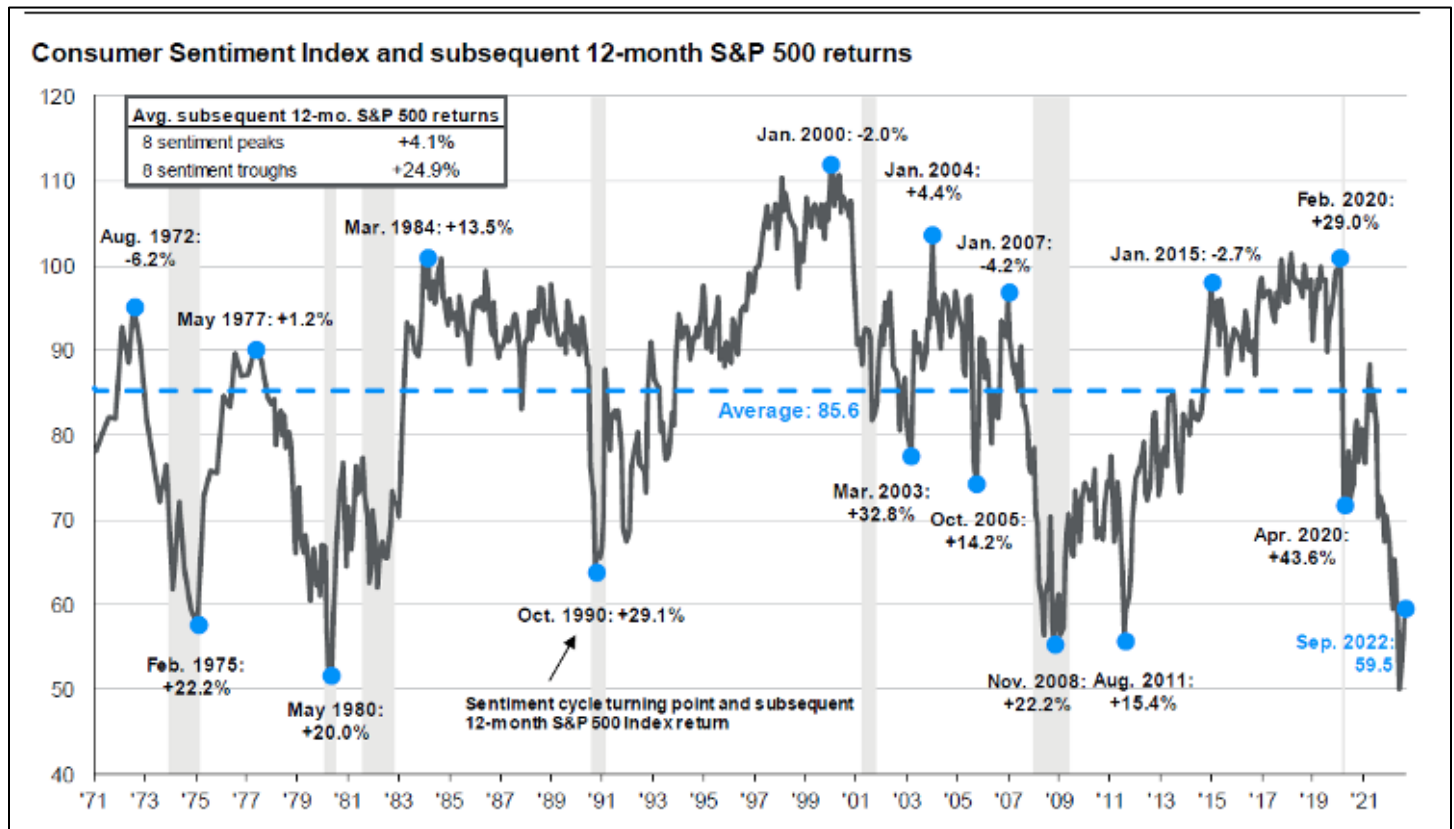 Consumer Sentiment Index and subsequent 12-month S&P 500 returns
120
110
100
90
80
70
60
50
40
Avg. subsequent 12-mo. S&P 500 returns
8 sentiment peaks +4.1%
8 sentiment troughs +24.9%
Aug. 1972:
-6.2%
May 1977: +1.2%
Mar. 1984: +13.5%
Jan. 2000: -2.0%
Jan. 2004:
+4.4%
Jan. 2007:
-4.2%
Jan. 2015: -2.7%
Feb. 2020:
+29.0%
Average: 85.6
Feb. 1975:
+22.2%
May 1980:
+20.0%
Oct. 1990: +29.1%
Sentiment cycle turning point and subsequent
12-month S&P 500 Index return
Mar. 2003:
+32.8%
Oct. 2005:
+14.2%
Nov. 2008:
+22.2%
Aug. 2011:
+15.4%
Apr. 2020:
+43.6%
Sep. 2022:
59.5
'71 '73 '75 '77 '79 '81 '83 '85 '87 '89 '91 '93 '95 '97 '99 '01 '03 '05 '07 '09 '11 '13 '15 '17 '19 '21